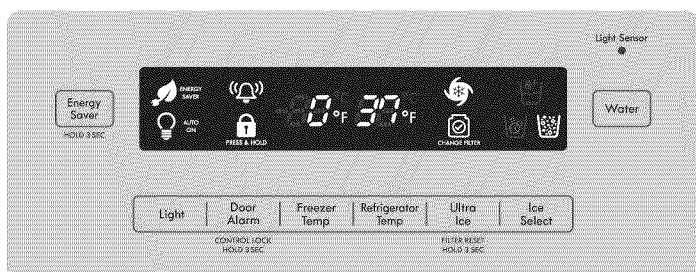 Light Sensor
ENERGY
SAVER
AUTO
ON
PRESS & HOLD
0°F 37°F
CHANGE FILTER
Energy
Saver
HOLD 3 SEC
Water
Light
Door
Alarm
Freezer
Temp
Refrigerator
Temp
Ultra
Ice
Ice
Select
CONTROL LOCK
HOLD 3 SEC
FILTER RESET
HOLD 3 SEC